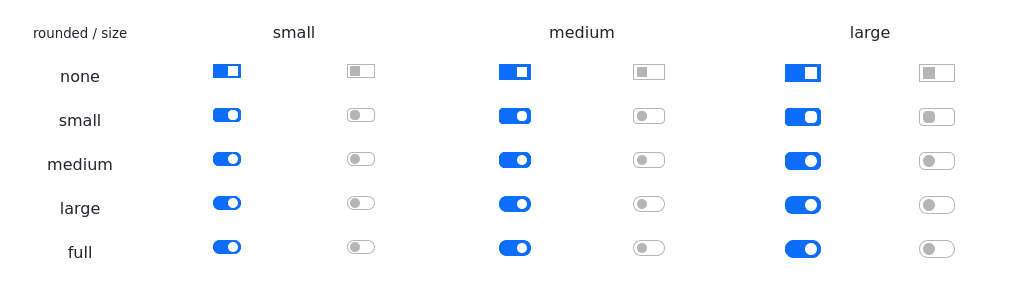 rounded / size small medium large
none
small
medium
large
full